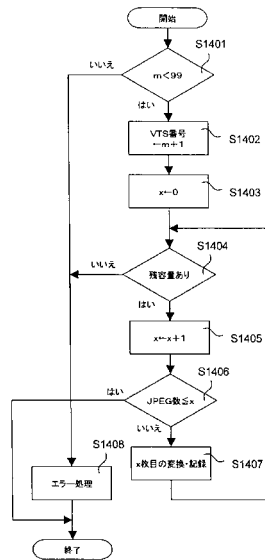 開始
S1401
いいえ
m<99
はい
VTS番号
←m+1
S1402
x←0
S1403
S1404
いいえ
残容量あり
はい
x←x+1
S1405
S1406
はい
JPEG数≦x
いいえ
S1408
x枚目の変換・記録
S1407
エラー処理
終了